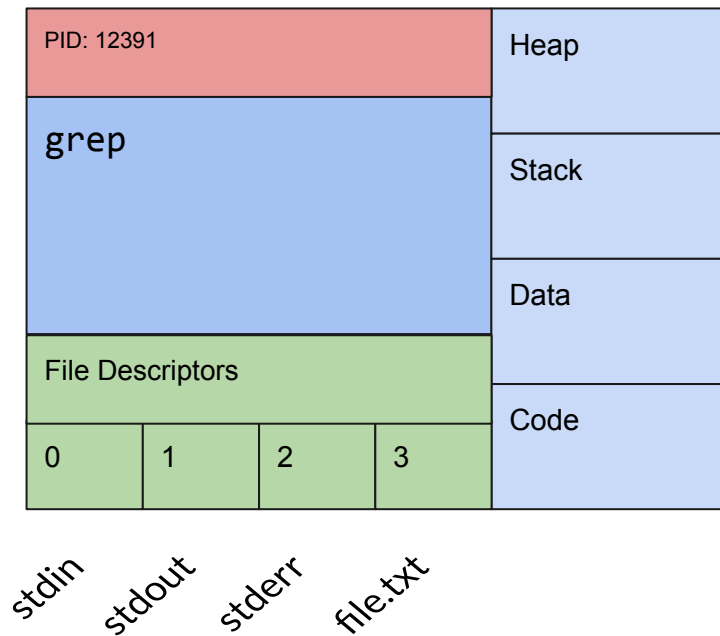 PID: 12391
grep
File Descriptors
0 1 2 3
stdin stdout stderr file.txt
Heap
Stack
Data
Code